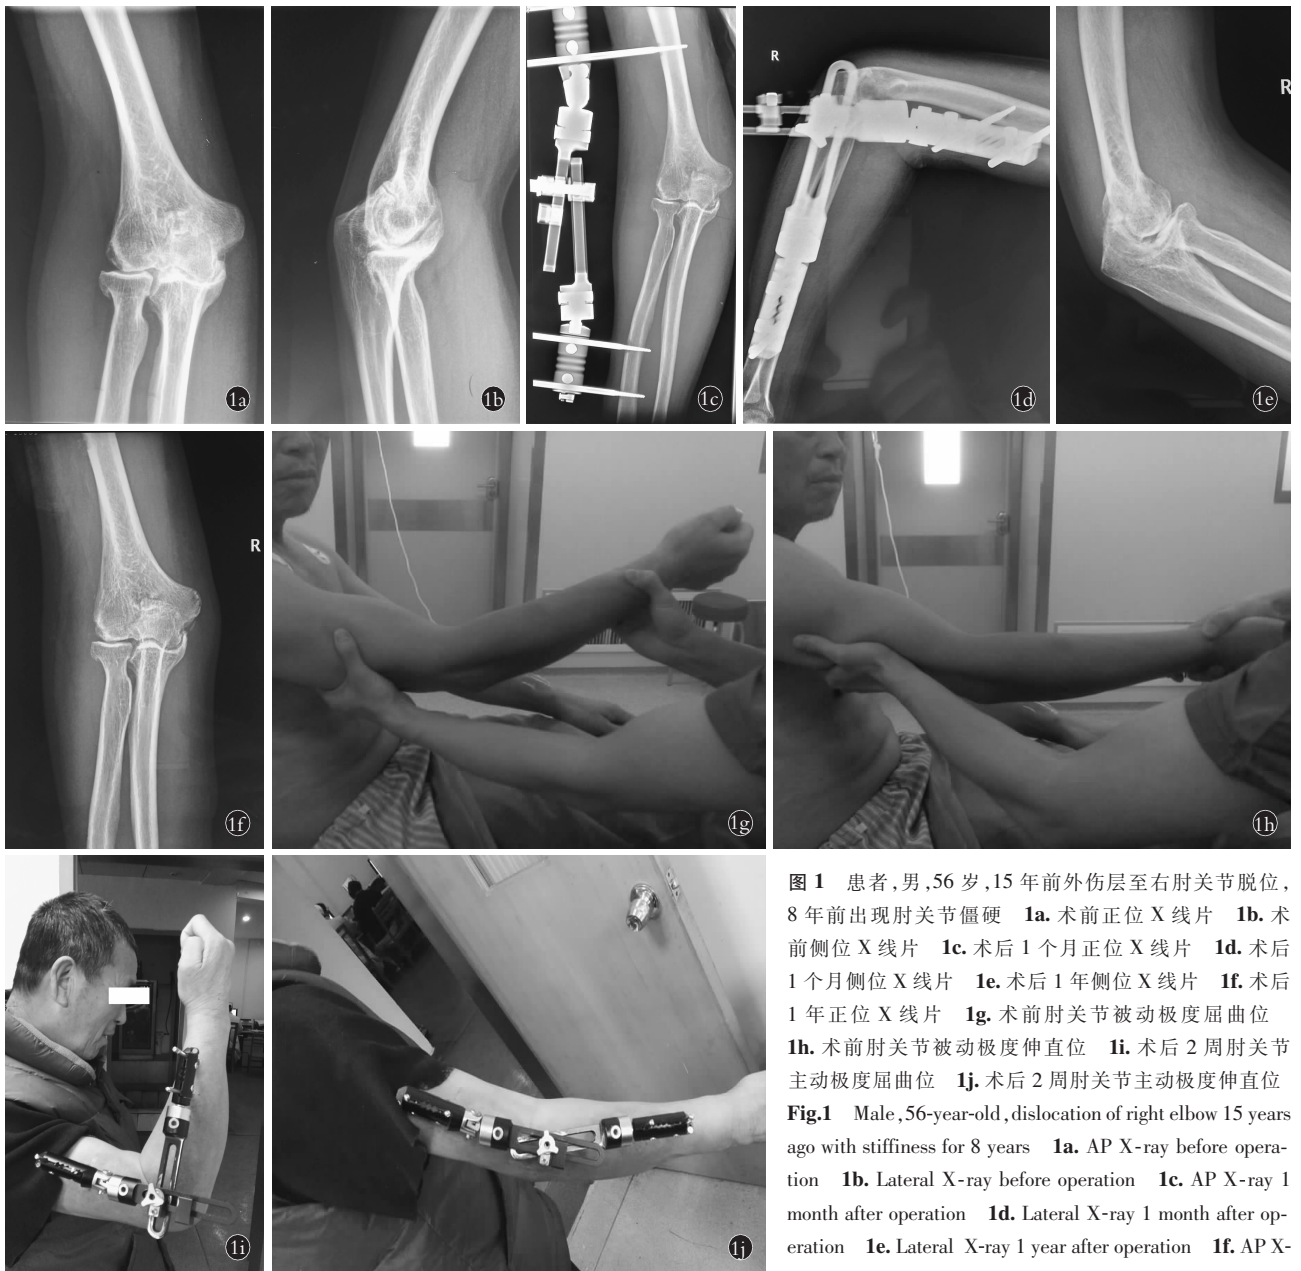 R
R
1a
1b
1c
1d
1e
R
1f
1g
1h
图 1 患者,男,56 岁,15 年前外伤层至右肘关节脱位,
8 年前出现肘关节僵硬 1a. 术前正位 X 线片 1b. 术
前侧位 X 线片 1c. 术后 1 个月正位 X 线片 1d. 术后
1 个月侧位 X 线片 1e. 术后 1 年侧位 X 线片 1f. 术后
1 年正位 X 线片 1g. 术前肘关节被动极度屈曲位
1h. 术前肘关节被动极度伸直位 1i. 术后 2 周肘关节
主动极度屈曲位 1j. 术后 2 周肘关节主动极度伸直位
Fig.1 Male,56-year-old,dislocation of right elbow 15 years
ago with stiffness for 8 years 1a. AP X-ray before opera-
tion 1b. Lateral X-ray before operation 1c. AP X-ray 1
month after operation 1d. Lateral X-ray 1 month after op-
eration 1e. Lateral X-ray 1 year after operation 1f. AP X-
1i
1j